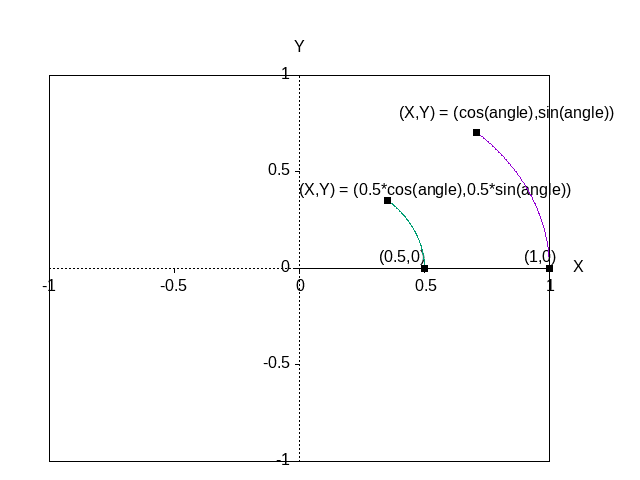 Y
1
(X,Y) = (cos(angle),sin(angle))
0.5
(X,Y) = (0.5*cos(angle),0.5*sin(angle))
(0.5,0) (1,0)
0 X
-1 -0.5 0 0.5 1
-0.5
-1